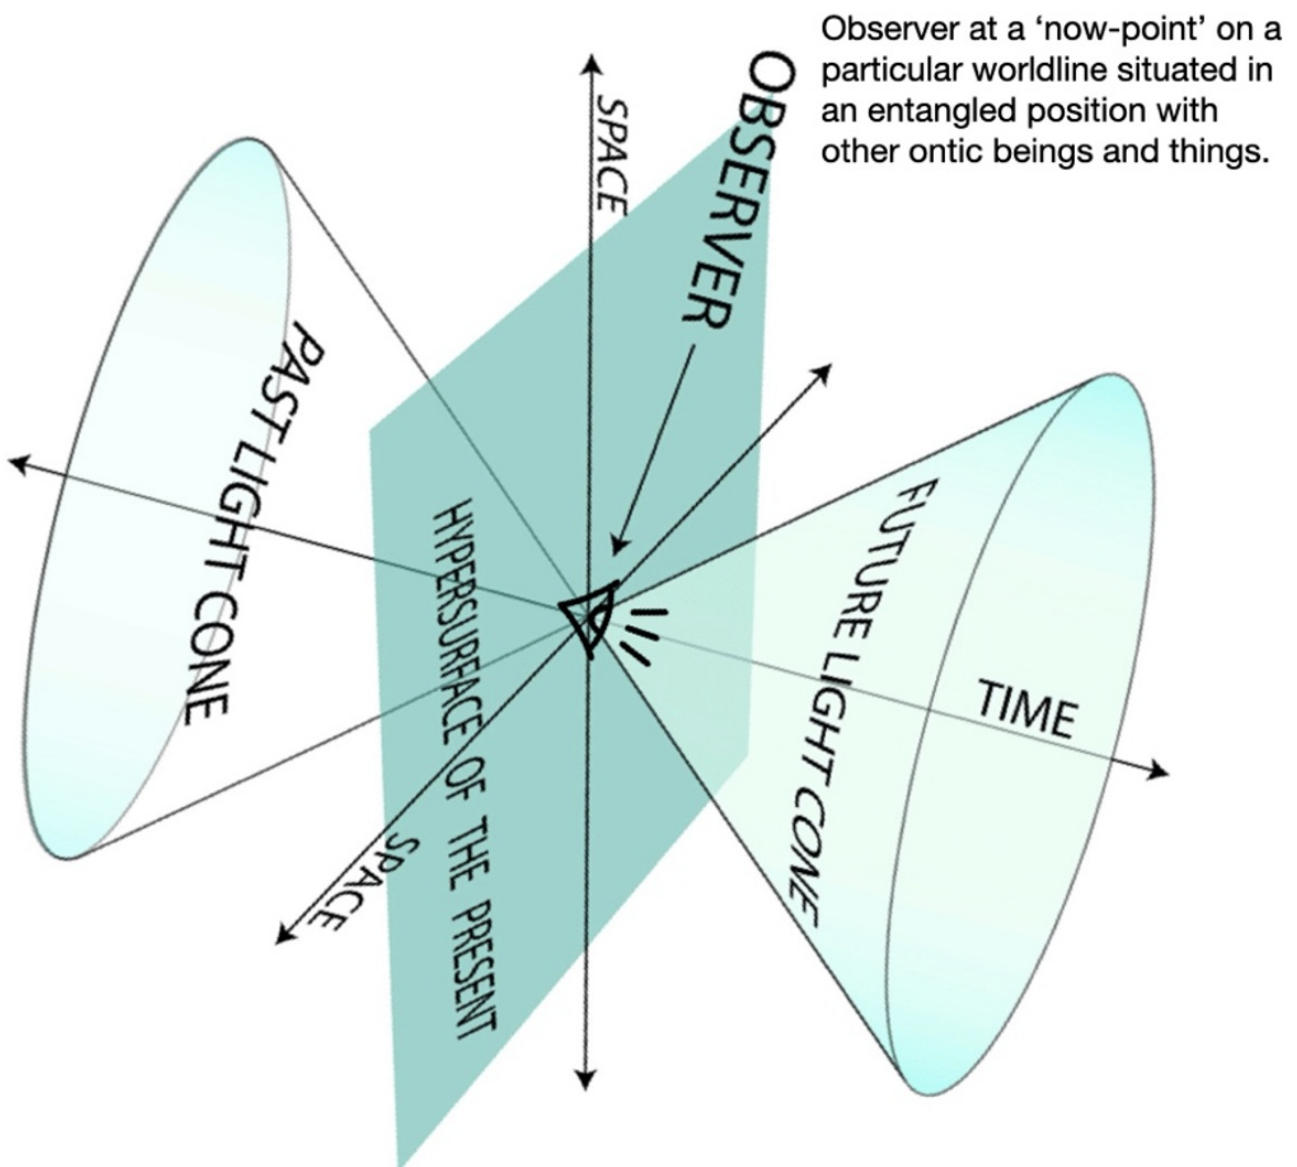 Observer at a ‘now-point’ on a
particular worldline situated in
an entangled position with
other ontic beings and things.
OBSERVER
SPACE
PAST LIGHT CONE
HYPERSURFACE OF THE PRESENT
FUTURE LIGHT CONE
TIME
SPACE